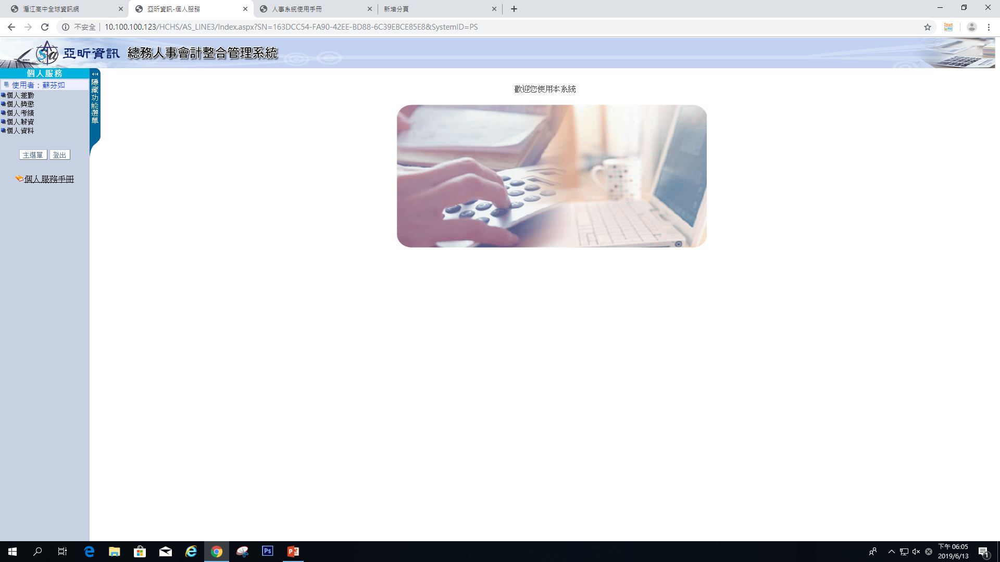 滬江高中全球資訊網
亞昕資訊-個人服務
人事系統使用手冊
新增分頁
不安全 10.100.100.123/HCHS/AS_LINE3/Index.aspx?SN=163DCC54-FA90-42EE-BD88-6C39EBCE85E8&SystemID=PS
亞昕資訊 總務人事會計整合管理系統
個人服務
使用者：蘇芬如
個人差勤
個人獎懲
個人考績
個人薪資
個人資料
主選單 登出
個人服務手冊
隱藏功能選單
歡迎您使用本系統
下午 06:05
2019/6/13
1